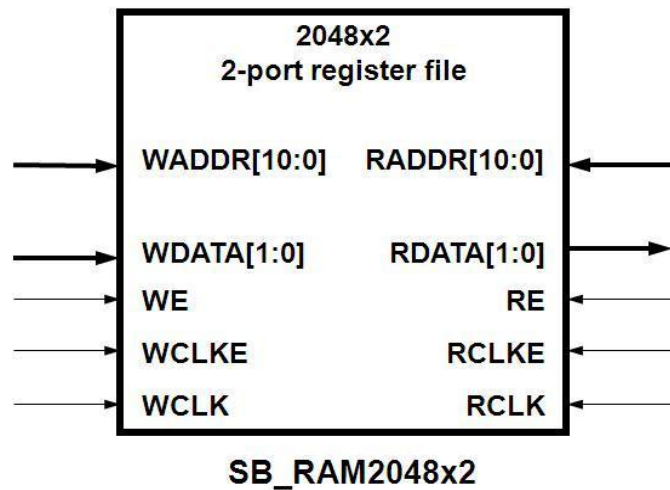 2048x2
2-port register file
WADDR[10:0] RADDR[10:0]
WDATA[1:0] RDATA[1:0]
WE RE
WCLKE RCLKE
WCLK RCLK
SB_RAM2048x2